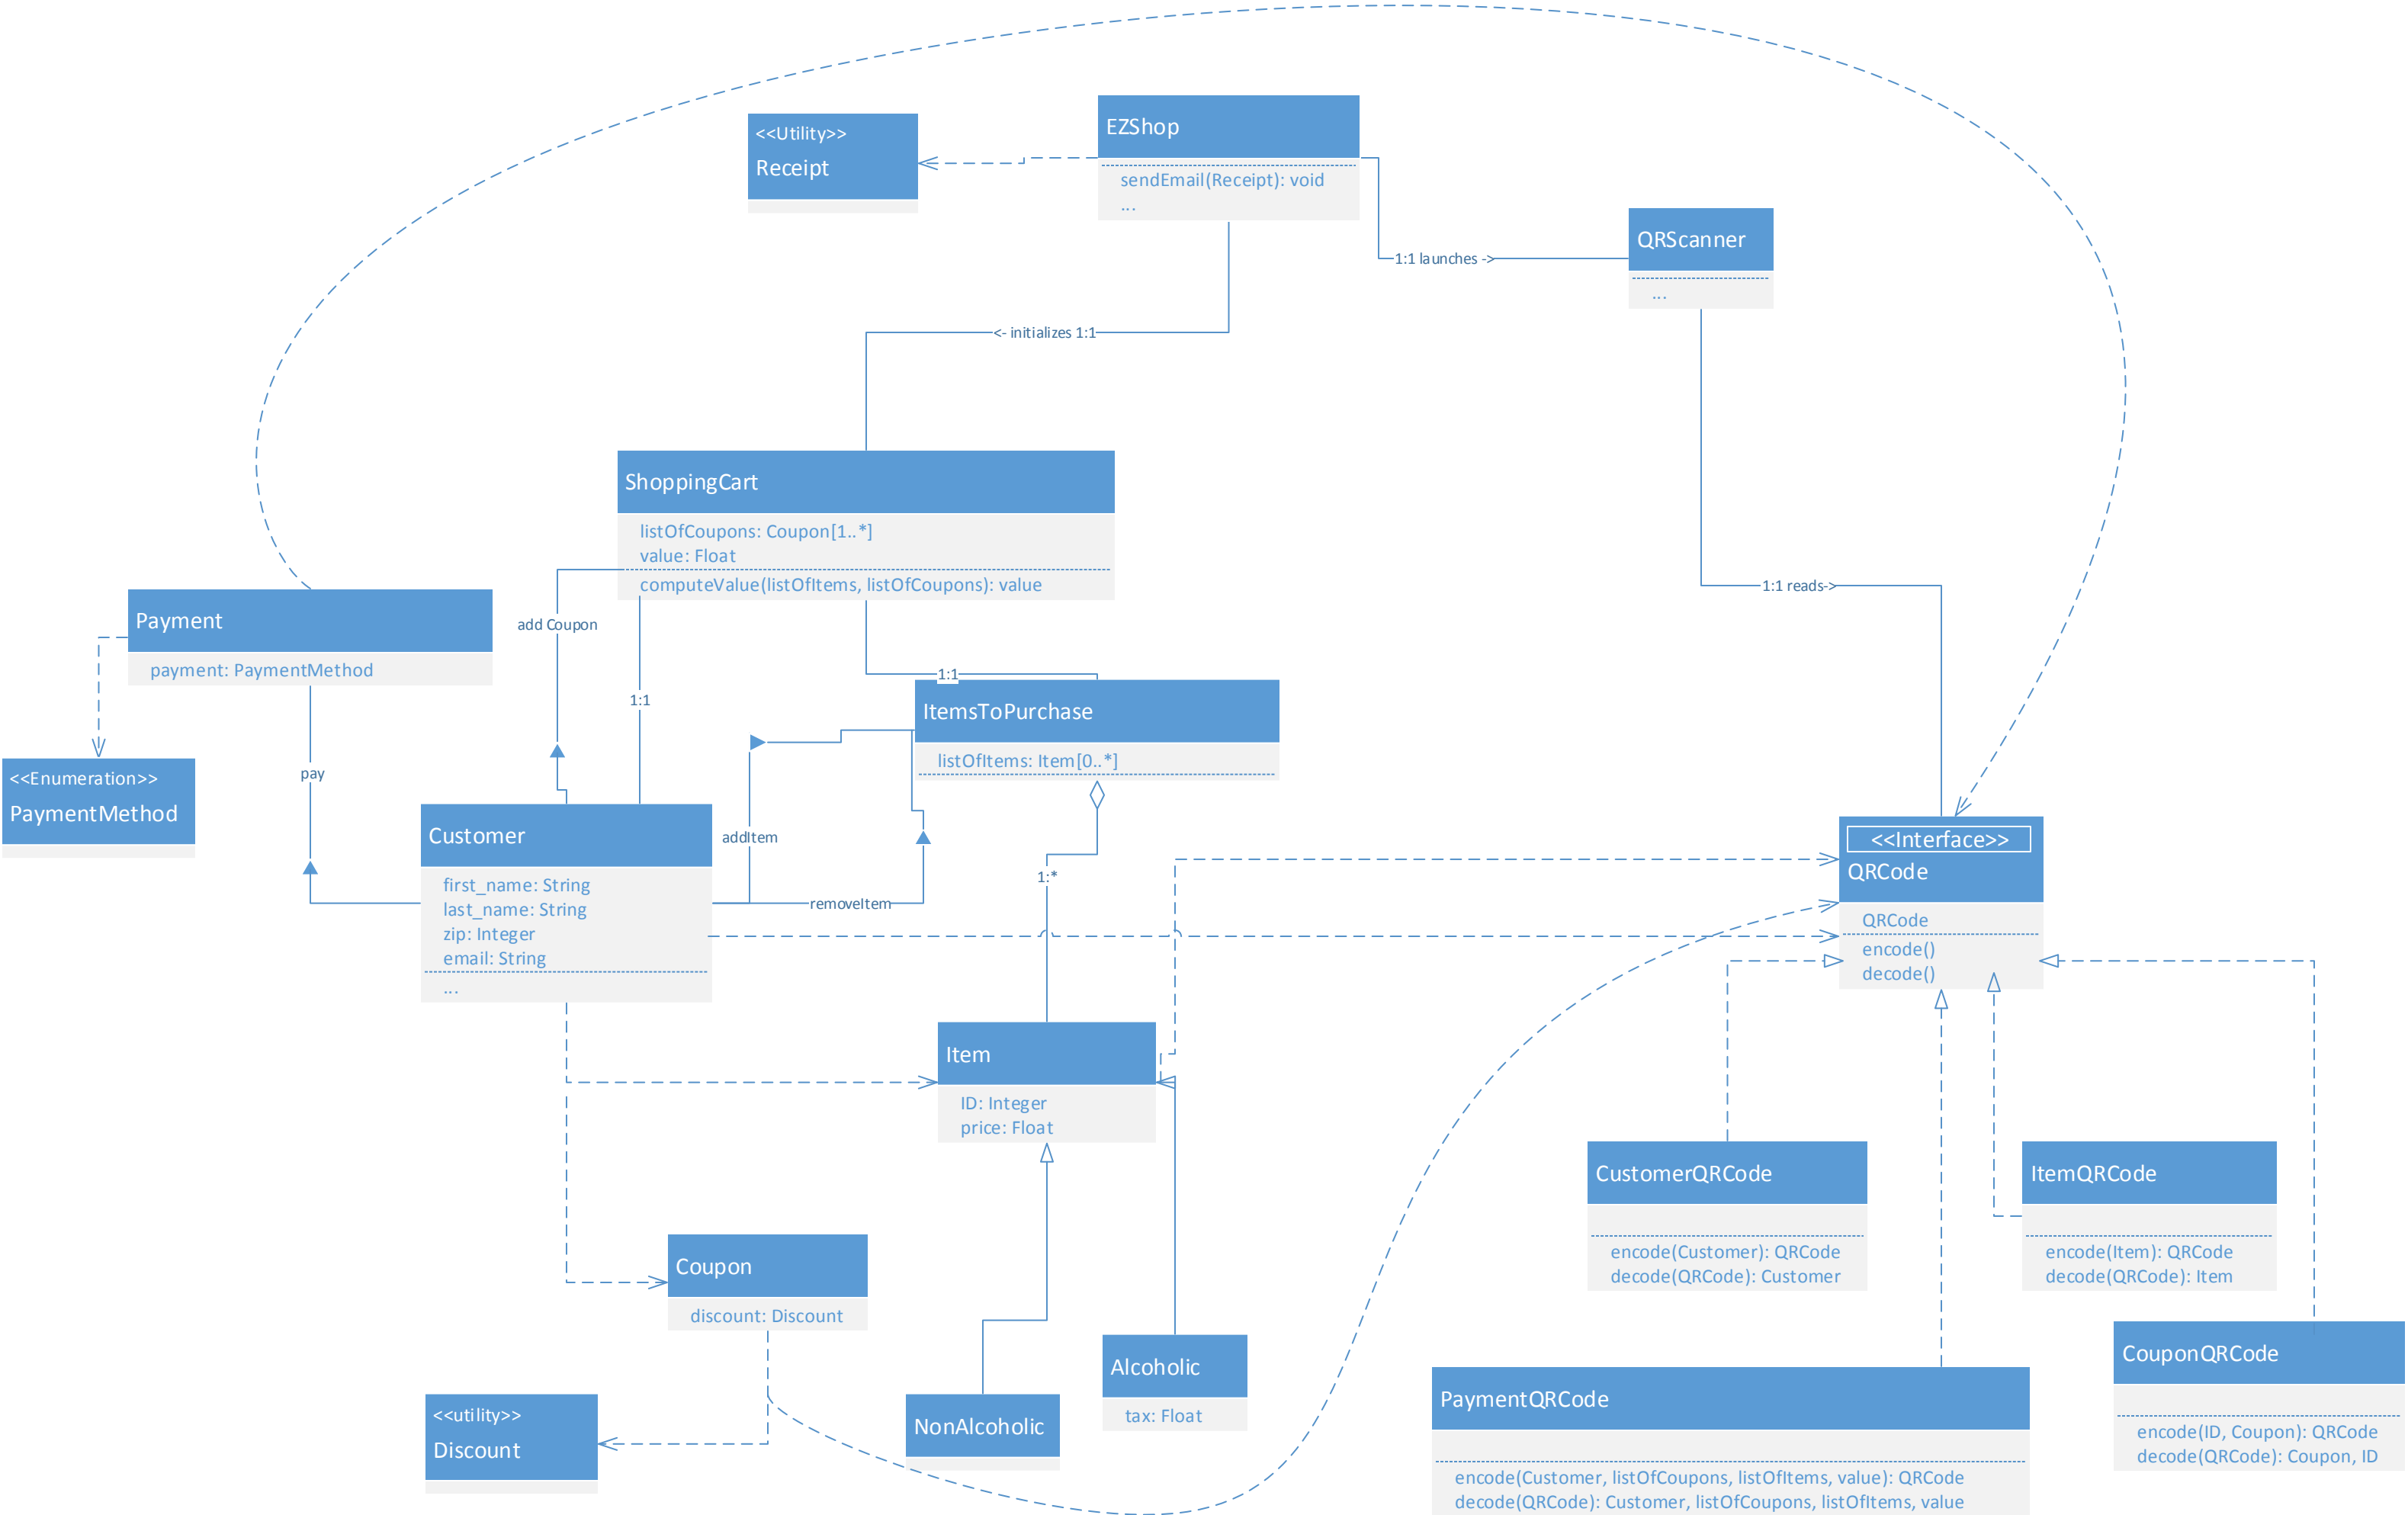 <<Utility>>
Receipt
EZShop
sendEmail(Receipt): void
...
QRScanner
...
1:1 launches ->
<- initializes 1:1
ShoppingCart
listOfCoupons: Coupon[1..*]
value: Float
computeValue(listOfItems, listOfCoupons): value
1:1 reads->
Payment
payment: PaymentMethod
add Coupon
1:1
1:1
ItemsToPurchase
listOfItems: Item[0..*]
<<Enumeration>>
PaymentMethod
pay
Customer
first_name: String
last_name: String
zip: Integer
email: String
...
addItem
removeItem
1:*
<<Interface>>
QRCode
QRCode
encode()
decode()
Item
ID: Integer
price: Float
CustomerQRCode
encode(Customer): QRCode
decode(QRCode): Customer
ItemQRCode
encode(Item): QRCode
decode(QRCode): Item
Coupon
discount: Discount
<<utility>>
Discount
NonAlcoholic
Alcoholic
tax: Float
PaymentQRCode
encode(Customer, listOfCoupons, listOfItems, value): QRCode
decode(QRCode): Customer, listOfCoupons, listOfItems, value
CouponQRCode
encode(ID, Coupon): QRCode
decode(QRCode): Coupon, ID